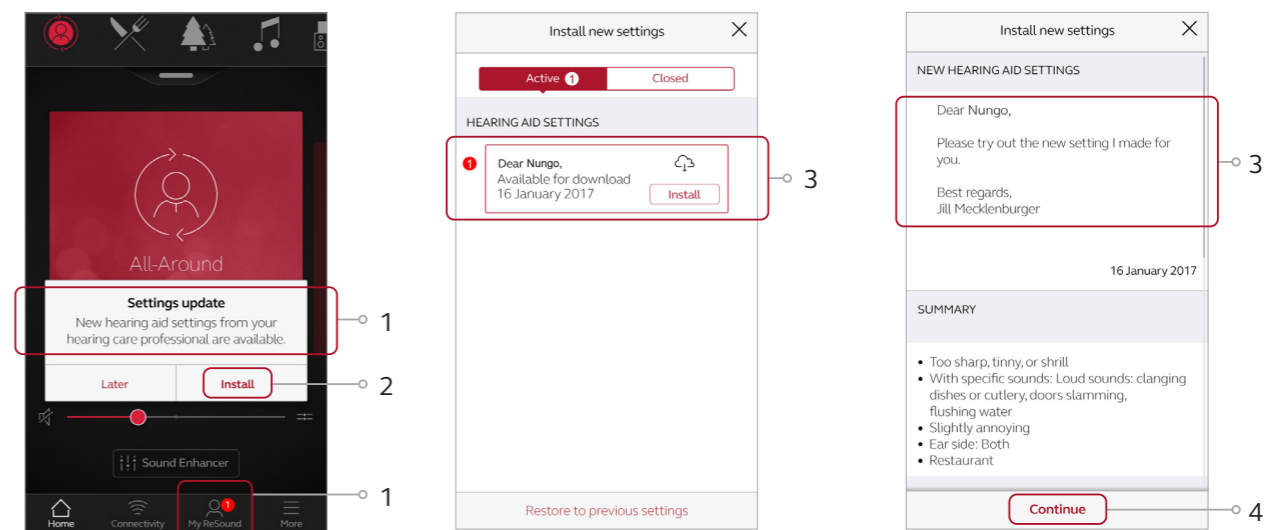 All-Around
Settings update
New hearing aid settings from your
hearing care professional are available.
Later
Install
Sound Enhancer
Home
Connectivity
My ReSound
1
More
1
2
1
Install new settings
Active 1
Closed
HEARING AID SETTINGS
1
Dear Nungo,
Available for download
16 January 2017
Install
3
Restore to previous settings
Install new settings
NEW HEARING AID SETTINGS
Dear Nungo,
Please try out the new setting I made for
you.
Best regards,
Jill Mecklenburger
3
16 January 2017
SUMMARY
• Too sharp, tinny, or shrill
• With specific sounds: Loud sounds: clanging
dishes or cutlery, doors slamming,
flushing water
• Slightly annoying
• Ear side: Both
• Restaurant
Continue
4